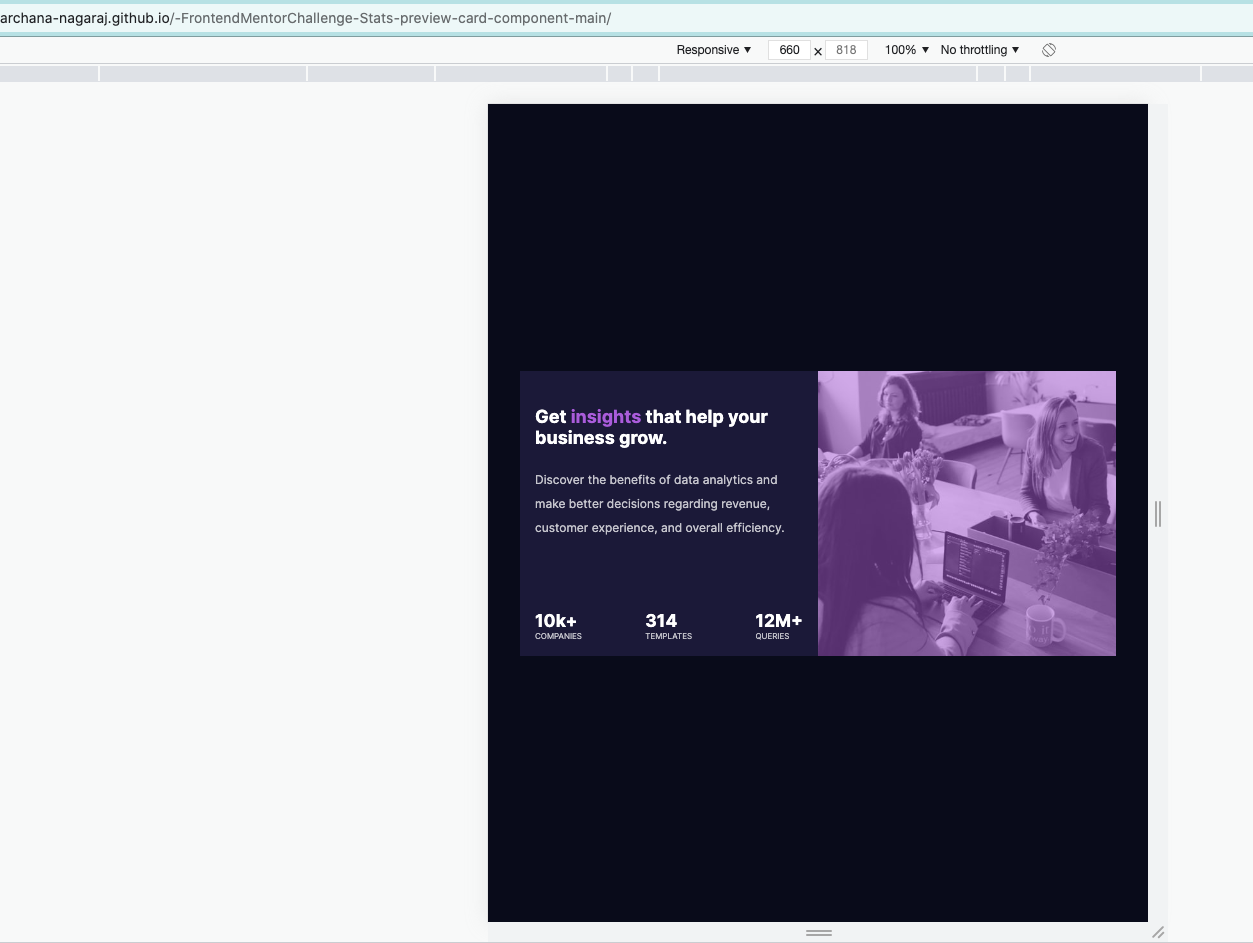 archana-nagaraj.github.io/-FrontendMentorChallenge-Stats-preview-card-component-main/
Responsive ▼ 660 × 818 100% ▼ No throttling ▼
Get insights that help your
business grow.
Discover the benefits of data analytics and
make better decisions regarding revenue,
customer experience, and overall efficiency.
10k+ 314 12M+
COMPANIES TEMPLATES QUERIES